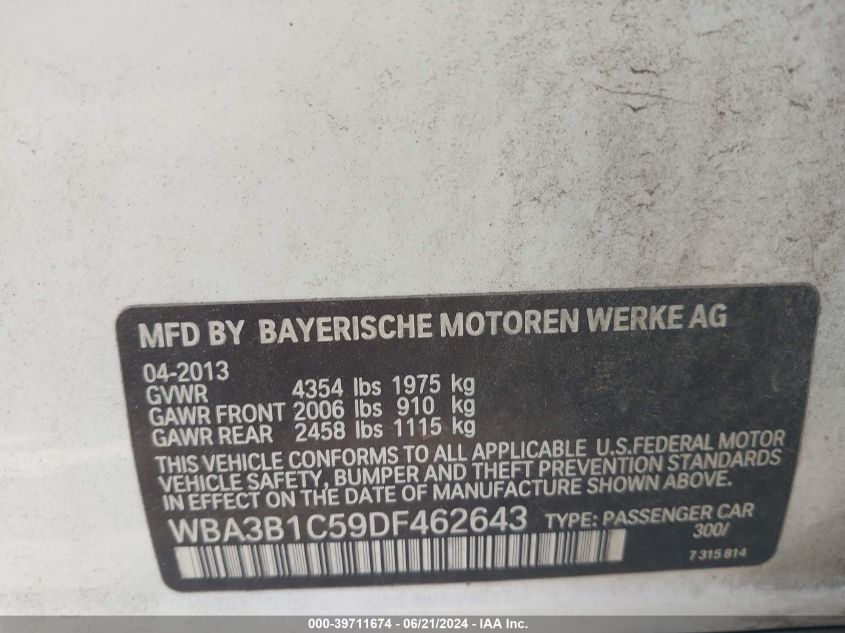 MFD BY BAYERISCHE MOTOREN WERKE AG
04-2013
GVWR 4354 lbs 1975 kg
GAWR FRONT 2006 lbs 910 kg
GAWR REAR 2458 lbs 1115 kg
THIS VEHICLE CONFORMS TO ALL APPLICABLE U.S.FEDERAL MOTOR
VEHICLE SAFETY, BUMPER AND THEFT PREVENTION STANDARDS
IN EFFECT ON THE DATE OF MANUFACTURE SHOWN ABOVE.
WBA3B1C59DF462643 TYPE: PASSENGER CAR
300/
7 315 814
000-39711674 - 06/21/2024 - IAA Inc.